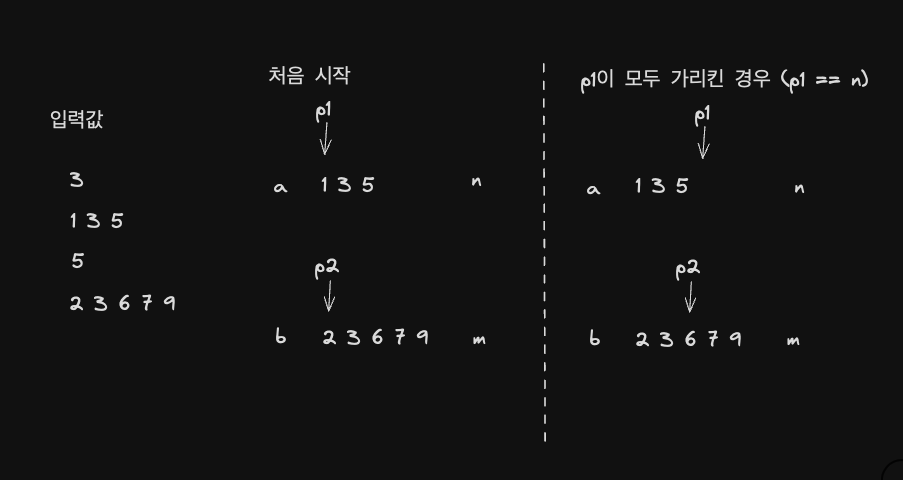 입력값
3
1 3 5
5
2 3 6 7 9
처음 시작
p1
a 1 3 5 n
p2
b 2 3 6 7 9 m
p1이 모두 가리킨 경우 (p1 == n)
p1
a 1 3 5 n
p2
b 2 3 6 7 9 m